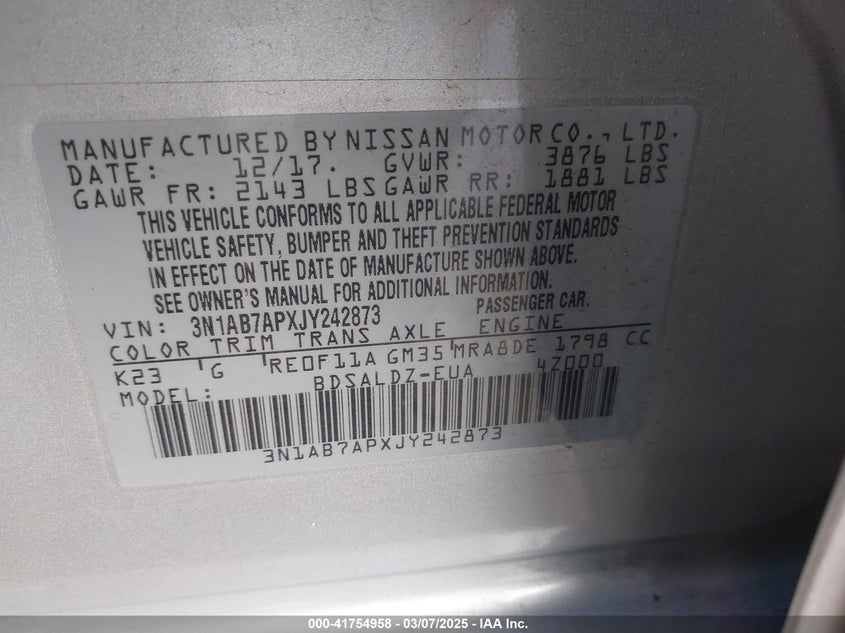 MANUFACTURED BY NISSAN MOTOR CO., LTD.
DATE: 12/17. GVWR: 3876 LBS
GAWR FR: 2143 LBS GAWR RR: 1881 LBS
THIS VEHICLE CONFORMS TO ALL APPLICABLE FEDERAL MOTOR
VEHICLE SAFETY, BUMPER AND THEFT PREVENTION STANDARDS
IN EFFECT ON THE DATE OF MANUFACTURE SHOWN ABOVE.
SEE OWNER'S MANUAL FOR ADDITIONAL INFORMATION.
VIN: 3N1AB7APXJY242873 PASSENGER CAR.
COLOR TRIM TRANS AXLE ENGINE
K23 G RE0F11A GM35 MRA8DE 1798 CC
MODEL: BDSALDZ-EUA 4Z000
3N1AB7APXJY242873
000-41754958 — 03/07/2025 — IAA Inc.